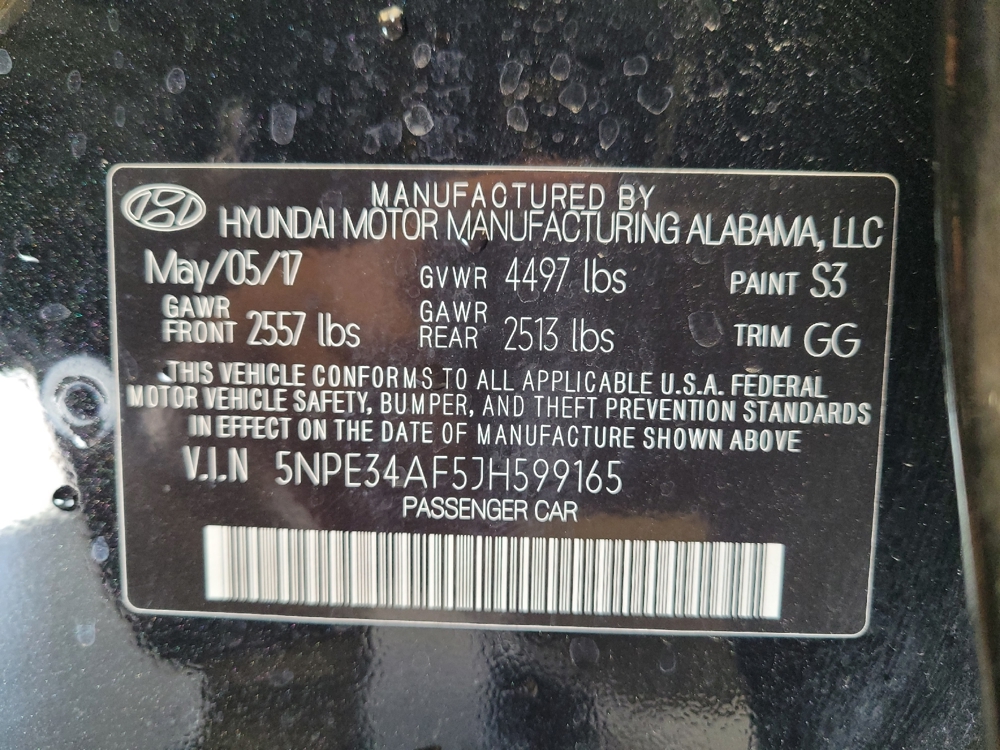 MANUFACTURED BY
HYUNDAI MOTOR MANUFACTURING ALABAMA, LLC
May/05/17 GVWR 4497 lbs PAINT S3
GAWR FRONT 2557 lbs GAWR REAR 2513 lbs TRIM GG
THIS VEHICLE CONFORMS TO ALL APPLICABLE U.S.A. FEDERAL
MOTOR VEHICLE SAFETY, BUMPER, AND THEFT PREVENTION STANDARDS
IN EFFECT ON THE DATE OF MANUFACTURE SHOWN ABOVE
V.I.N 5NPE34AF5JH599165
PASSENGER CAR